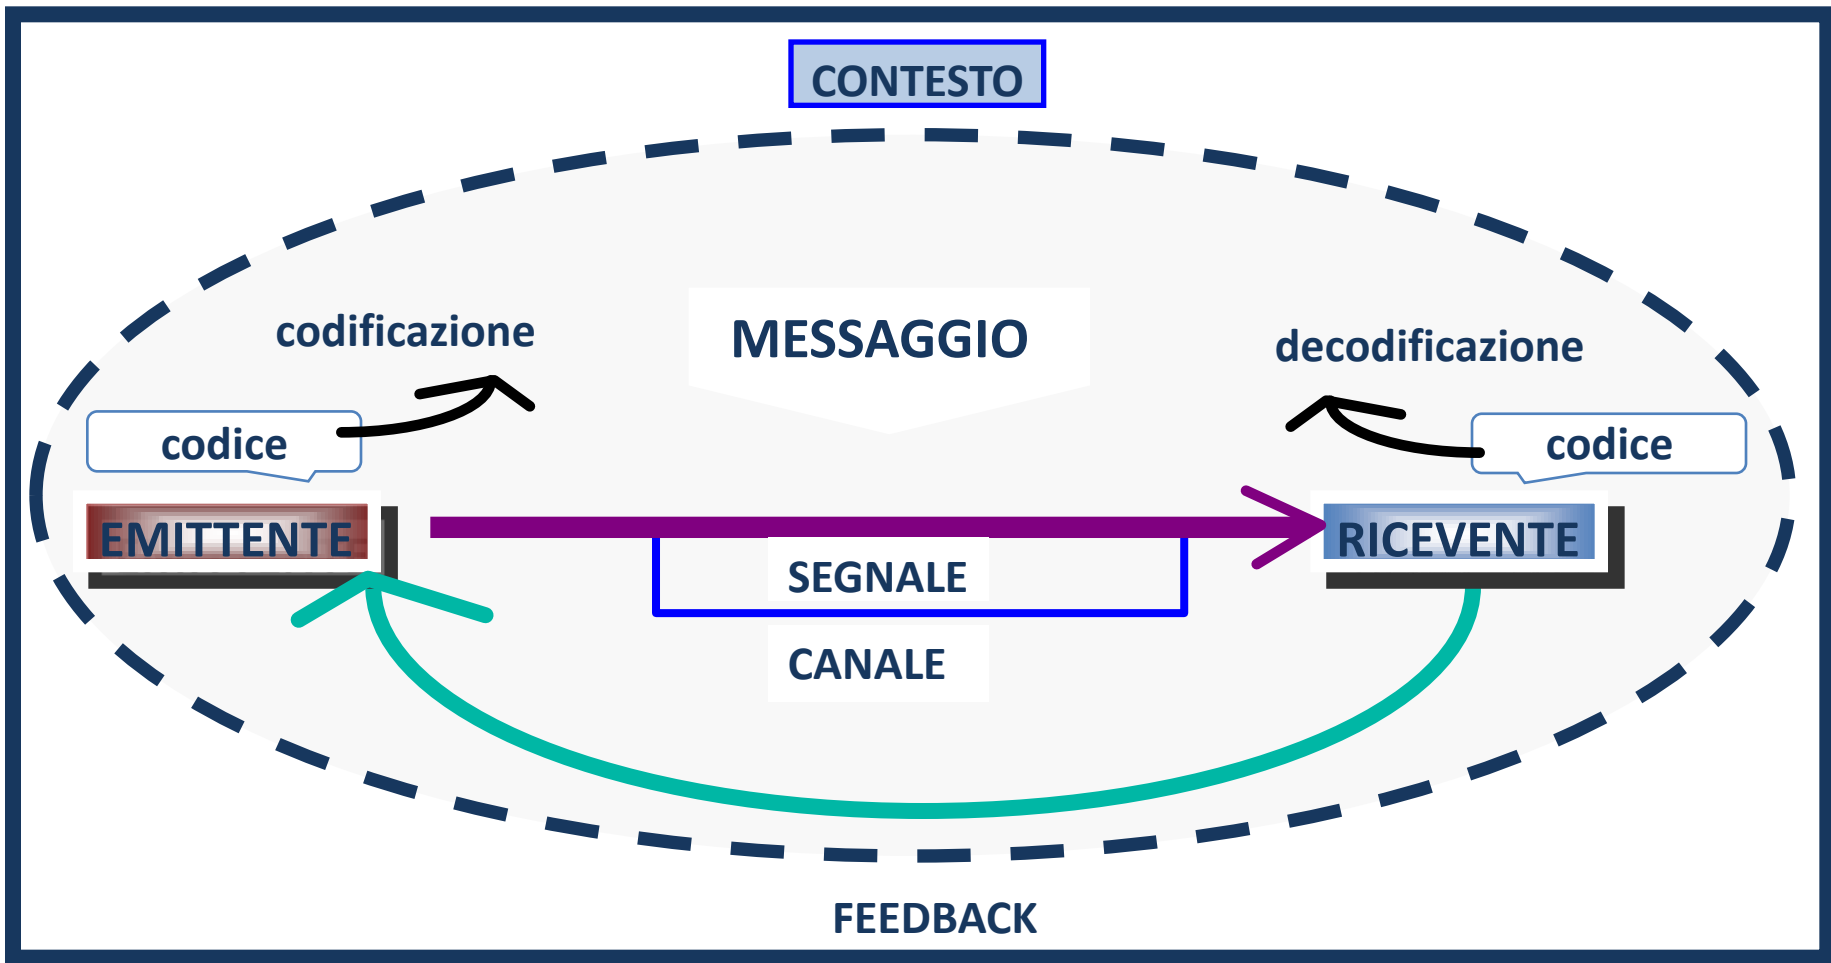 CONTESTO
codificazione
MESSAGGIO
decodificazione
codice
codice
EMITTENTE
RICEVENTE
SEGNALE
CANALE
FEEDBACK